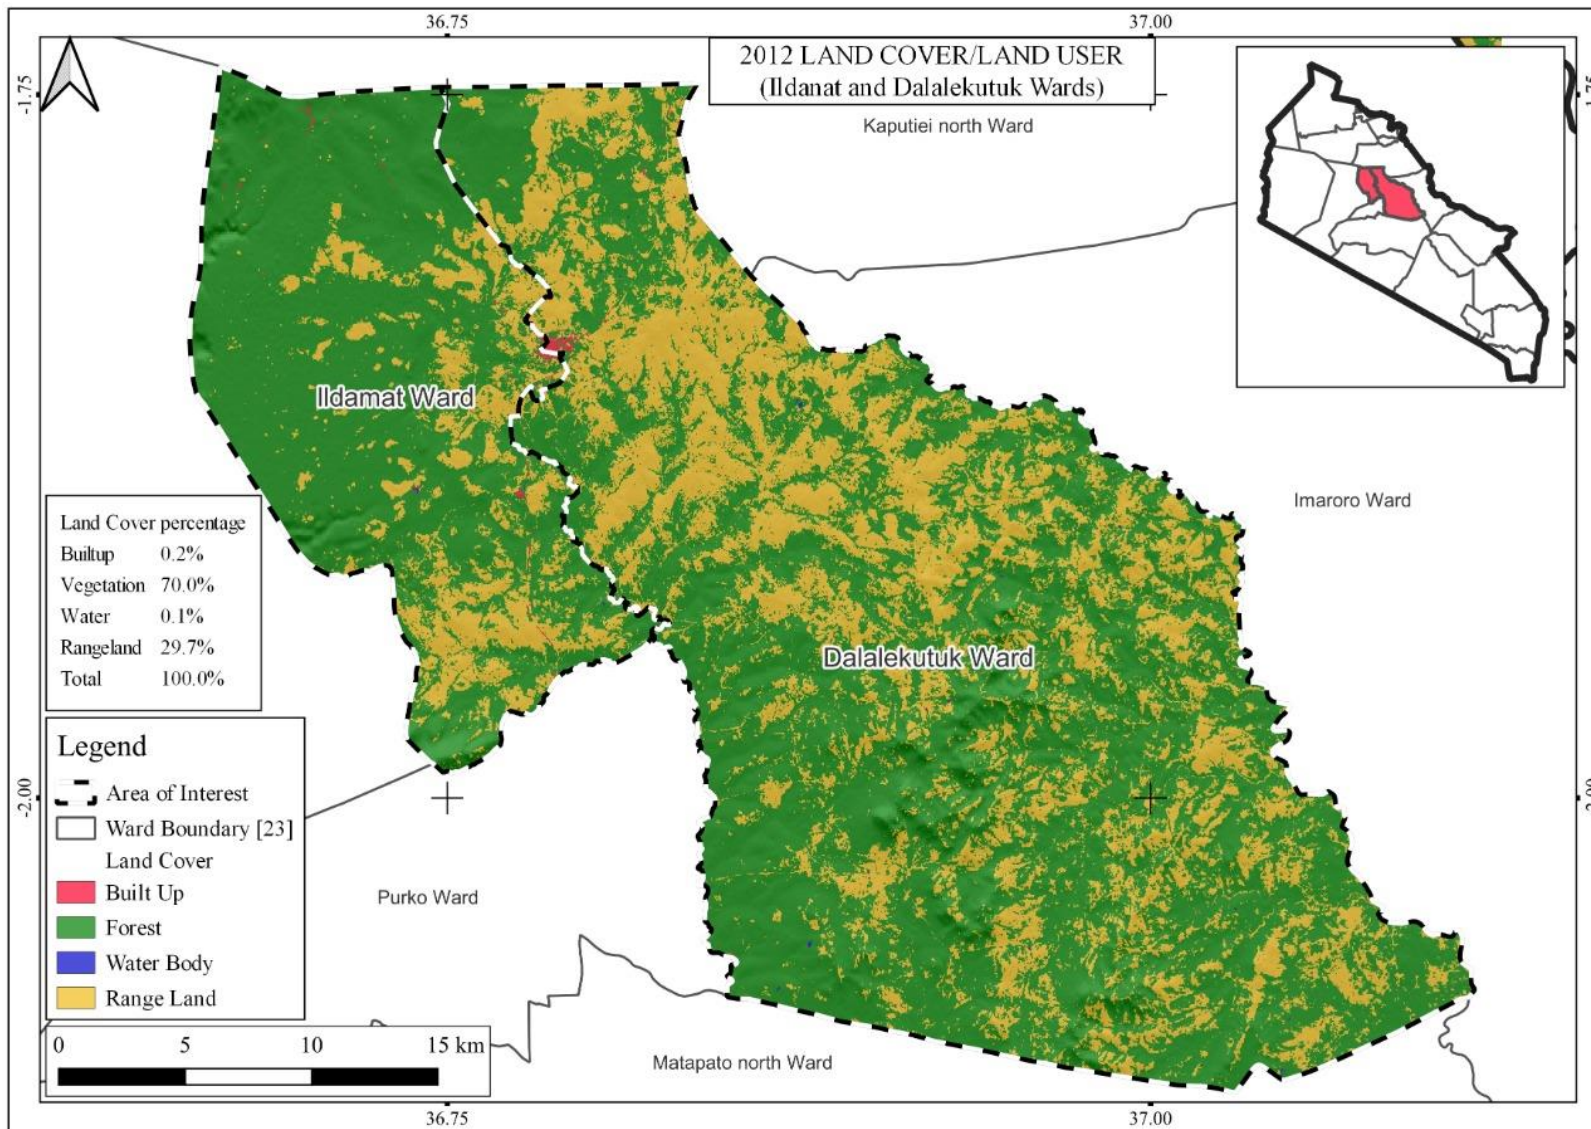 36.75
37.00
2012 LAND COVER/LAND USER
(Ildanat and Dalalekutuk Wards)
-1.75
Kaputiei north Ward
Ildamat Ward
Imaroro Ward
Land Cover percentage
Builtup 0.2%
Vegetation 70.0%
Water 0.1%
Rangeland 29.7%
Total 100.0%
Dalalekutuk Ward
Legend
Area of Interest
Ward Boundary [23]
Land Cover
Built Up
Forest
Water Body
Range Land
-2.00
Purko Ward
0 5 10 15 km
Matapato north Ward
36.75
37.00